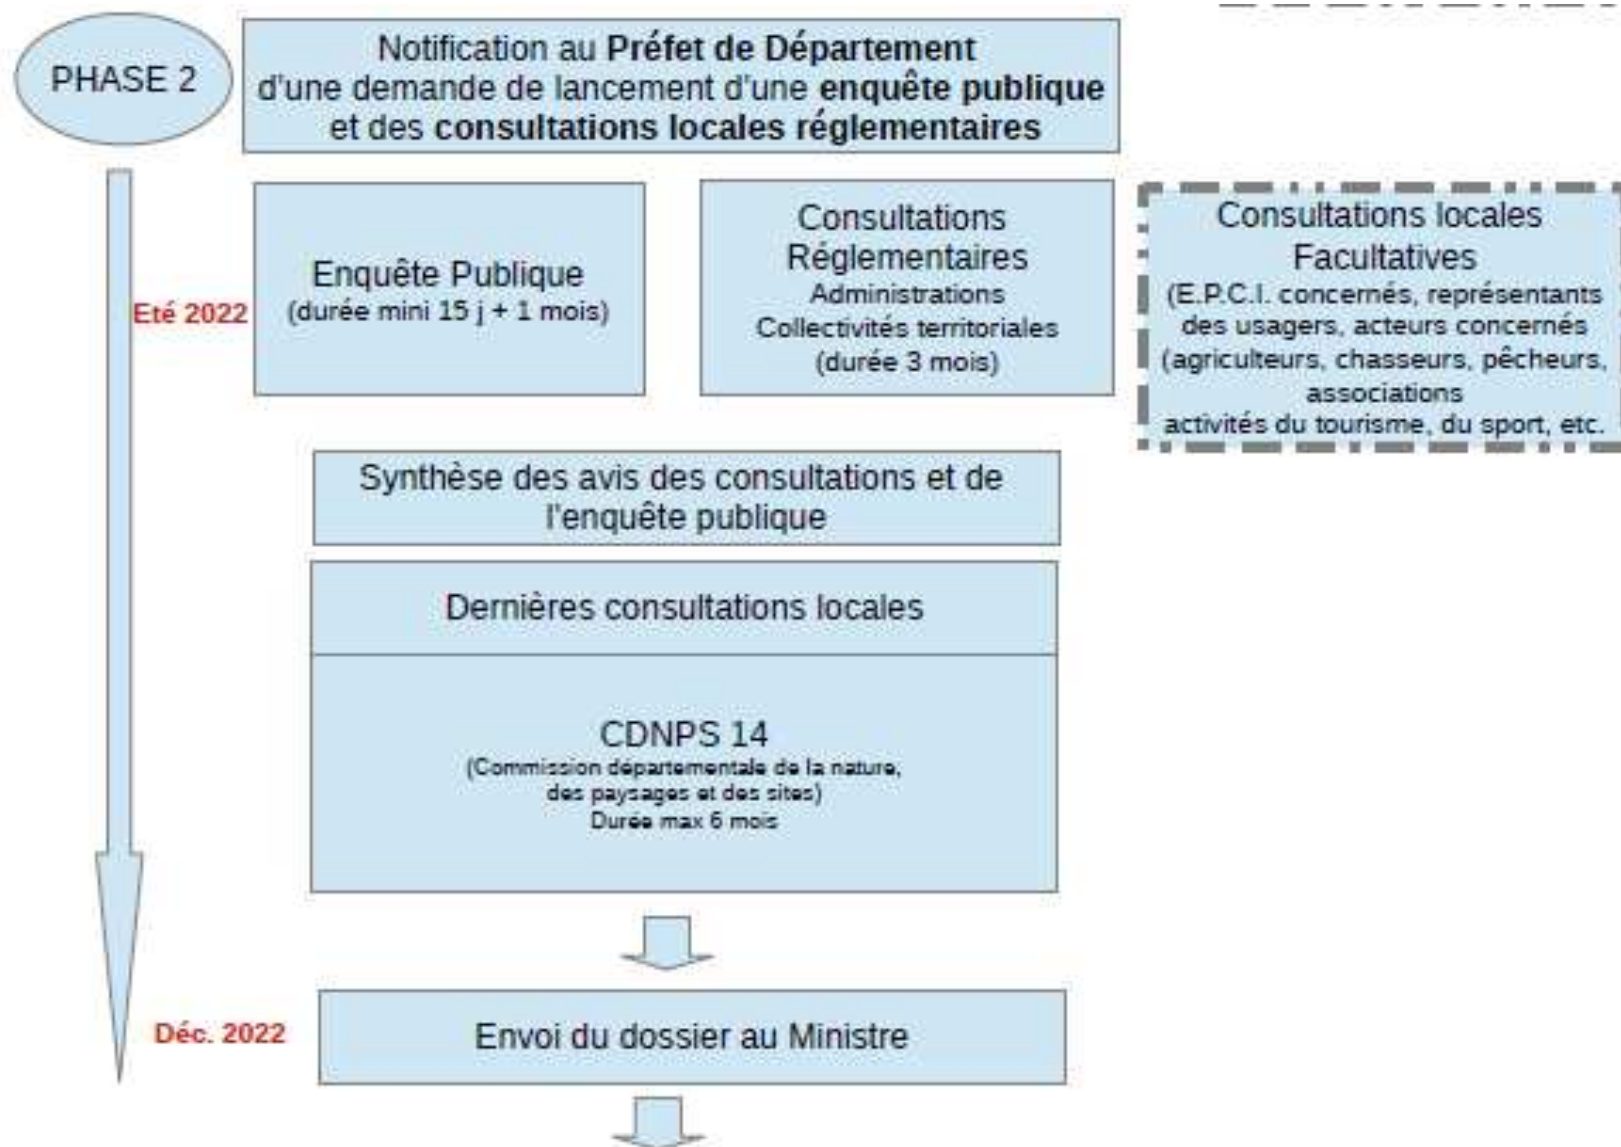 PHASE 2
Notification au Préfet de Département
d'une demande de lancement d'une enquête publique
et des consultations locales réglementaires
Eté 2022
Enquête Publique
(durée mini 15 j + 1 mois)
Consultations
Réglementaires
Administrations
Collectivités territoriales
(durée 3 mois)
Consultations locales
Facultatives
(E.P.C.I. concernés, représentants
des usagers, acteurs concernés
(agriculteurs, chasseurs, pêcheurs,
associations
activités du tourisme, du sport, etc.
Synthèse des avis des consultations et de
l'enquête publique
Dernières consultations locales
CDNPS 14
(Commission départementale de la nature,
des paysages et des sites)
Durée max 6 mois
Déc. 2022
Envoi du dossier au Ministre